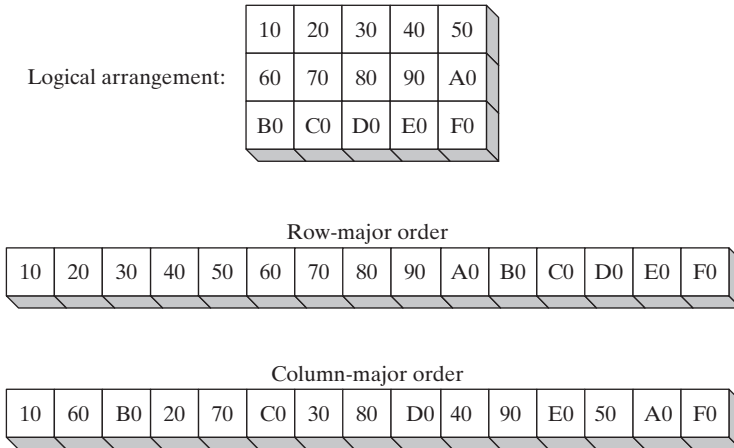 10 20 30 40 50
Logical arrangement: 60 70 80 90 A0
B0 C0 D0 E0 F0
Row-major order
10 20 30 40 50 60 70 80 90 A0 B0 C0 D0 E0 F0
Column-major order
10 60 B0 20 70 C0 30 80 D0 40 90 E0 50 A0 F0